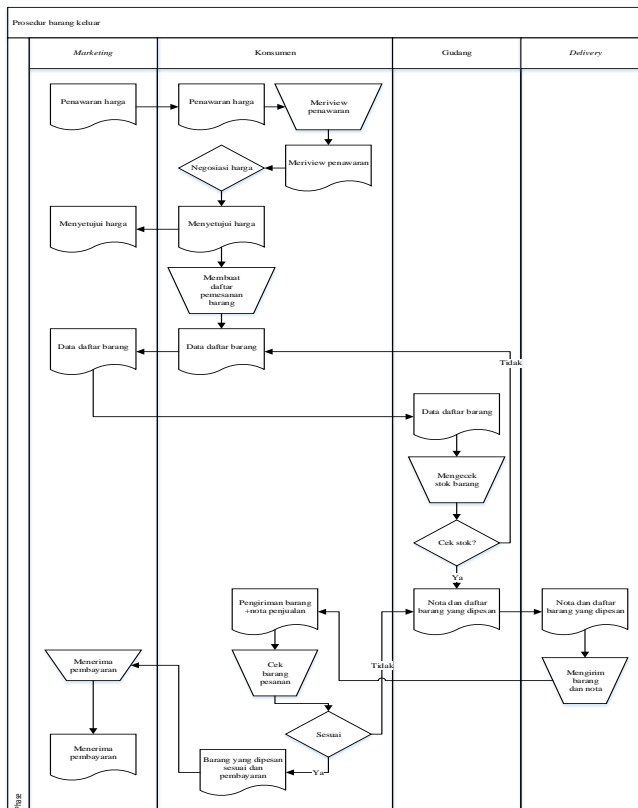 Prosedur barang keluar
Marketing
Konsumen
Gudang
Delivery
Penawaran harga
Penawaran harga
Meriview
penawaran
Negosiasi harga
Meriview penawaran
Menyetujui harga
Menyetujui harga
Membuat
daftar
pemesanan
barang
Data daftar barang
Data daftar barang
Tidak
Data daftar barang
Mengecek
stok barang
Cek stok?
Ya
Pengiriman barang
+nota penjualan
Nota dan daftar
barang yang dipesan
Nota dan daftar
barang yang dipesan
Menerima
pembayaran
Cek
barang
pesanan
Tidak
Mengirim
barang
dan nota
Sesuai
Menerima
pembayaran
Barang yang dipesan
sesuai dan
pembayaran
Ya
Phase